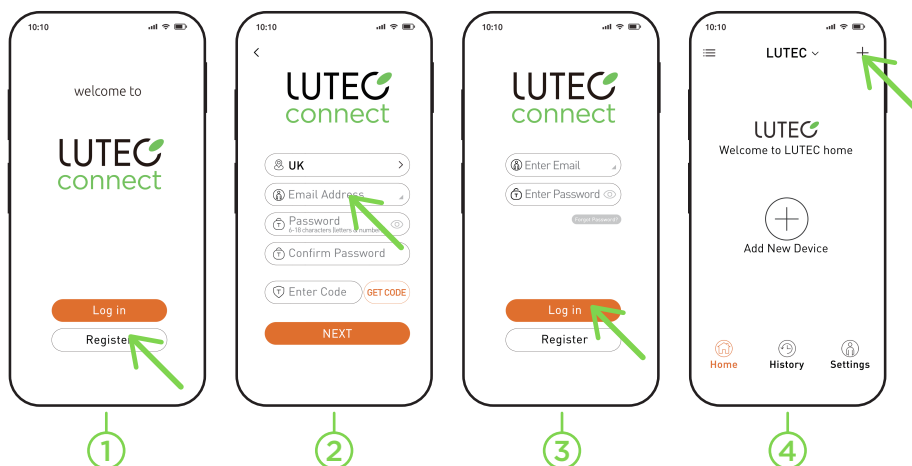 10:10
welcome to
LUTEC
connect
Log in
Register
1
10:10
LUTEC
connect
UK
Email Address
Password
6-18 characters (letters & number
Confirm Password
Enter Code
GET CODE
NEXT
2
10:10
LUTEC
connect
Enter Email
Enter Password
Forgot Password?
Log in
Register
3
10:10
LUTEC
LUTEC
Welcome to LUTEC home
Add New Device
Home History Settings
4